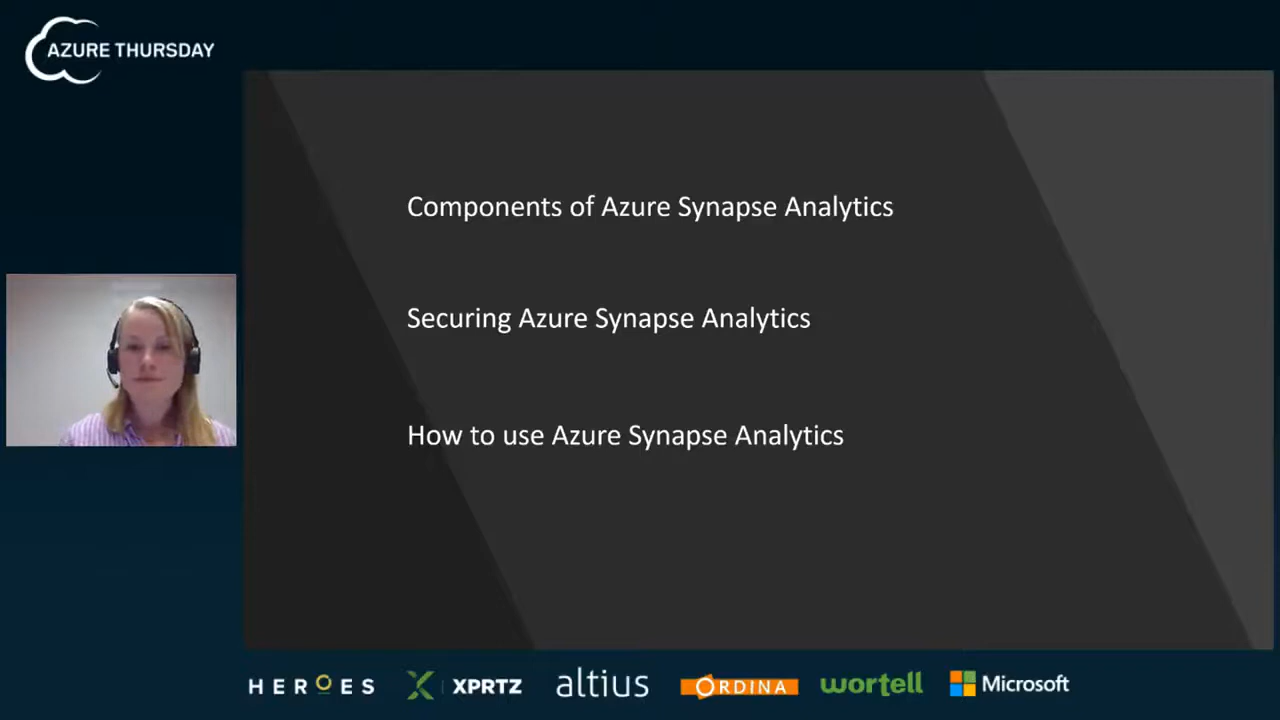 AZURE THURSDAY
Components of Azure Synapse Analytics
Securing Azure Synapse Analytics
How to use Azure Synapse Analytics
HEROES XPRTZ altius ORDINA wortell Microsoft